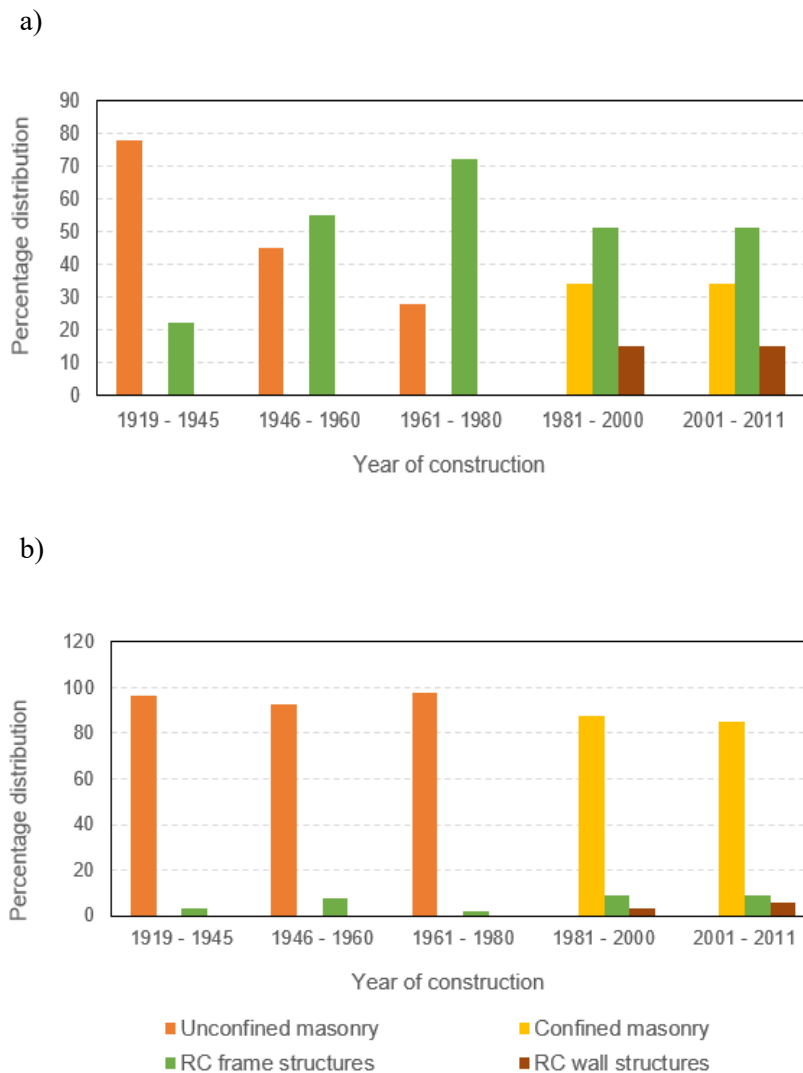 a)
90
80
70
60
50
40
30
20
10
0
Percentage distribution
1919 - 1945 1946 - 1960 1961 - 1980 1981 - 2000 2001 - 2011
Year of construction
b)
120
100
80
60
40
20
0
Percentage distribution
1919 - 1945 1946 - 1960 1961 - 1980 1981 - 2000 2001 - 2011
Year of construction
Unconfined masonry Confined masonry
RC frame structures RC wall structures